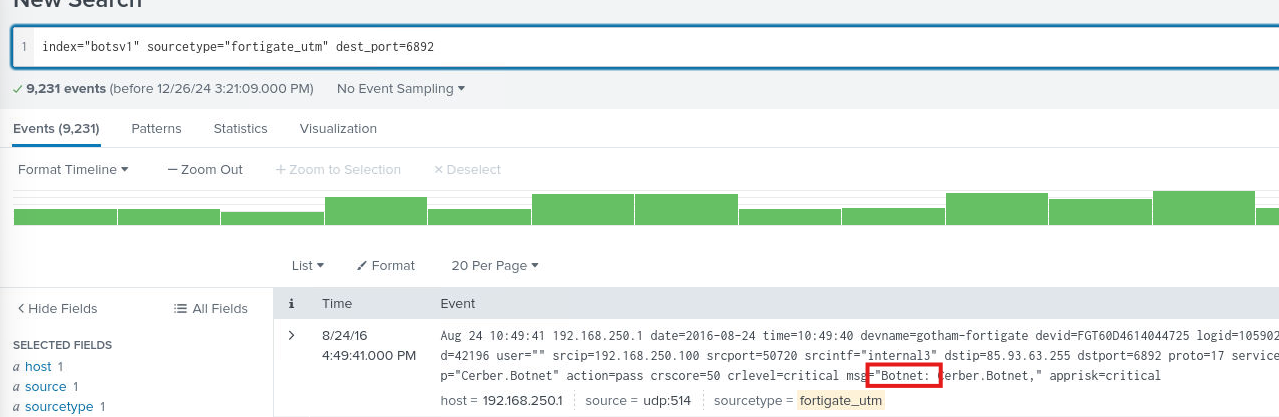 New Search
1 index="botsv1" sourcetype="fortigate_utm" dest_port=6892
✓ 9,231 events (before 12/26/24 3:21:09.000 PM) No Event Sampling ▾
Events (9,231) Patterns Statistics Visualization
Format Timeline ▾ — Zoom Out + Zoom to Selection × Deselect
List ▾ Format 20 Per Page ▾
< Hide Fields All Fields
i Time Event
SELECTED FIELDS
a host 1
a source 1
a sourcetype 1
> 8/24/16
4:49:41.000 PM
Aug 24 10:49:41 192.168.250.1 date=2016-08-24 time=10:49:40 devname=gotham-fortigate devid=FGT60D4614044725 logid=105902
d=42196 user="" srcip=192.168.250.100 srcport=50720 srcintf="internal3" dstip=85.93.63.255 dstport=6892 proto=17 service
p="Cerber.Botnet" action=pass crscore=50 crlevel=critical msg="Botnet: Cerber.Botnet," apprisk=critical
host = 192.168.250.1 source = udp:514 sourcetype = fortigate_utm